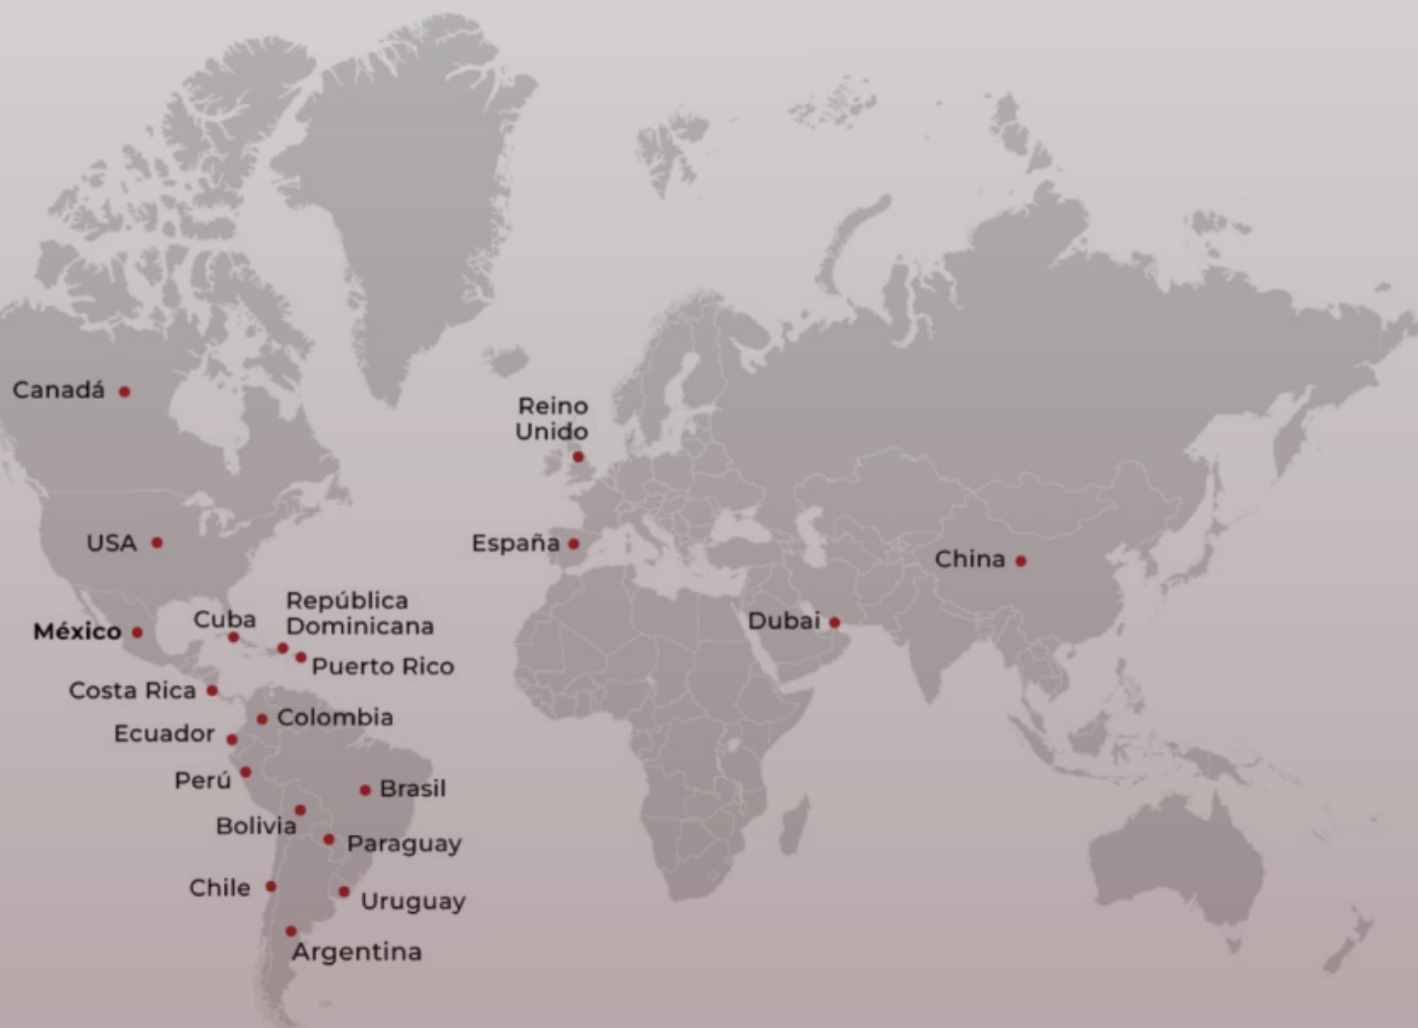 Canadá
Reino
Unido
USA
España
China
Cuba
República
Dominicana
México
Dubai
Puerto Rico
Costa Rica
Colombia
Ecuador
Perú
Brasil
Bolivia
Paraguay
Chile
Uruguay
Argentina